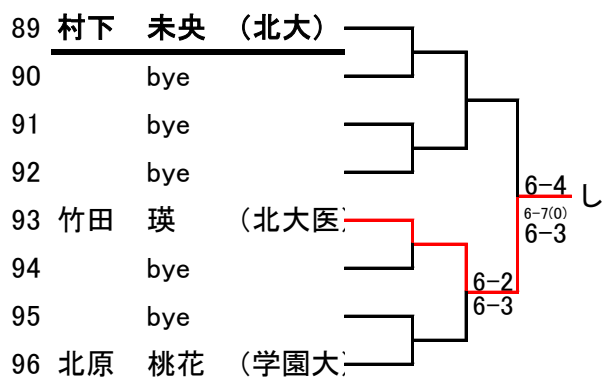 89 村下 未央 (北大)
90 bye
91 bye
92 bye
93 竹田 瑛 (北大医)
94 bye
95 bye
96 北原 桃花 (学園大)
6-4
6-7(0)
6-3
し
6-2
6-3